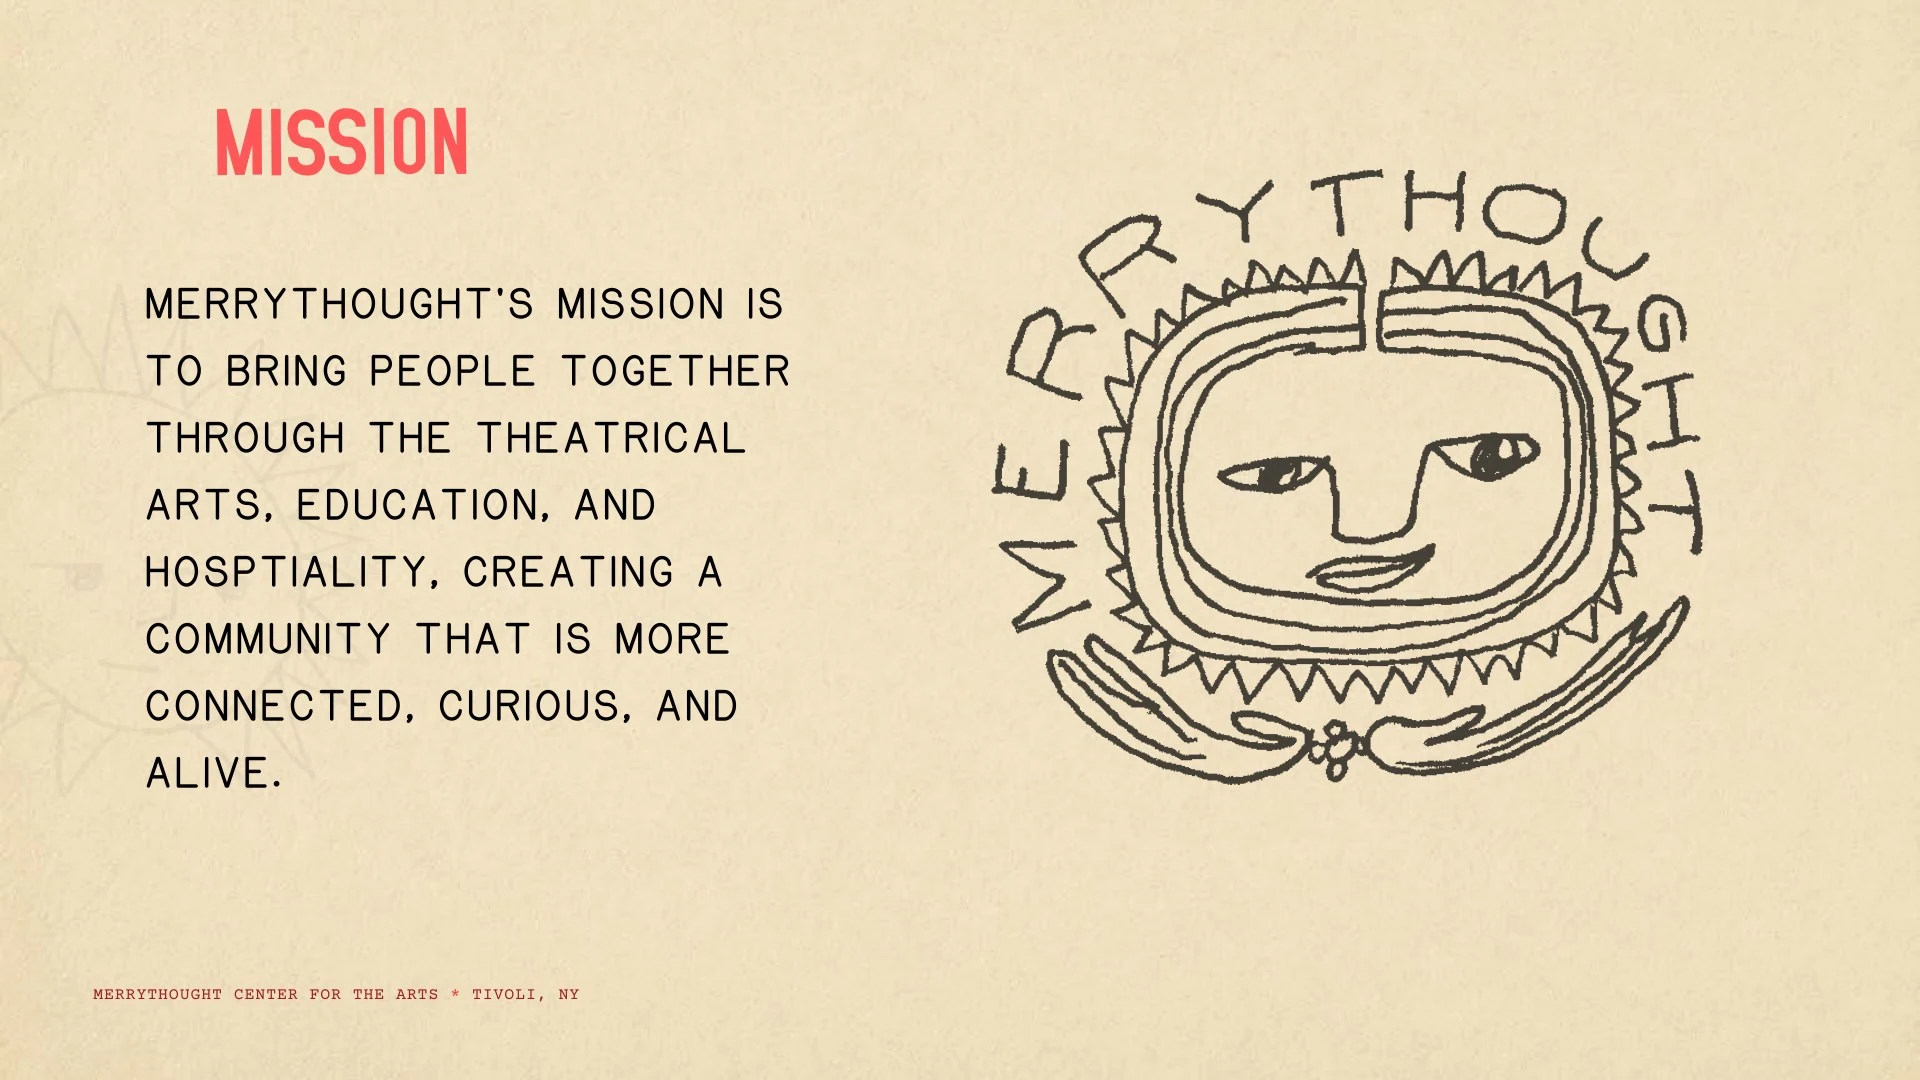 MISSION
MERRYTHOUGHT'S MISSION IS
TO BRING PEOPLE TOGETHER
THROUGH THE THEATRICAL
ARTS, EDUCATION, AND
HOSPTIALITY, CREATING A
COMMUNITY THAT IS MORE
CONNECTED, CURIOUS, AND
ALIVE.
MERRYTHOUGHT
MERRYTHOUGHT CENTER FOR THE ARTS * TIVOLI, NY